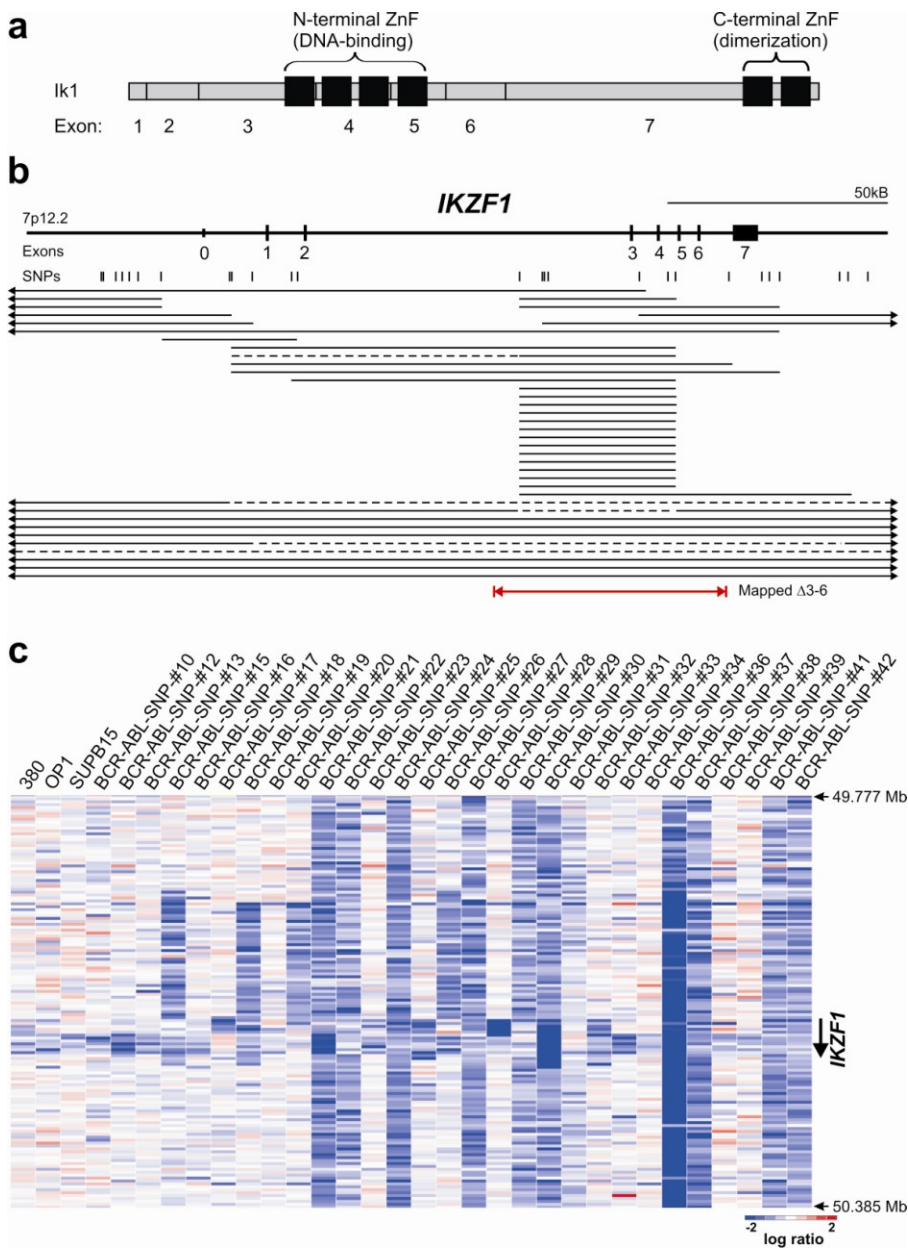 a
N-terminal ZnF
(DNA-binding)
C-terminal ZnF
(dimerization)
Ik1
Exon: 1 2 3 4 5 6 7
b
IKZF1
50kB
7p12.2
Exons 0 1 2 3 4 5 6 7
SNPs
Mapped Δ3-6
c
380
OP1
SUPB15
BCR-ABL-SNP-#10
BCR-ABL-SNP-#12
BCR-ABL-SNP-#13
BCR-ABL-SNP-#15
BCR-ABL-SNP-#16
BCR-ABL-SNP-#17
BCR-ABL-SNP-#18
BCR-ABL-SNP-#19
BCR-ABL-SNP-#20
BCR-ABL-SNP-#21
BCR-ABL-SNP-#22
BCR-ABL-SNP-#23
BCR-ABL-SNP-#24
BCR-ABL-SNP-#25
BCR-ABL-SNP-#26
BCR-ABL-SNP-#27
BCR-ABL-SNP-#28
BCR-ABL-SNP-#29
BCR-ABL-SNP-#30
BCR-ABL-SNP-#31
BCR-ABL-SNP-#32
BCR-ABL-SNP-#33
BCR-ABL-SNP-#34
BCR-ABL-SNP-#36
BCR-ABL-SNP-#37
BCR-ABL-SNP-#38
BCR-ABL-SNP-#39
BCR-ABL-SNP-#41
BCR-ABL-SNP-#42
49.777 Mb
IKZF1
50.385 Mb
-2 2
log ratio